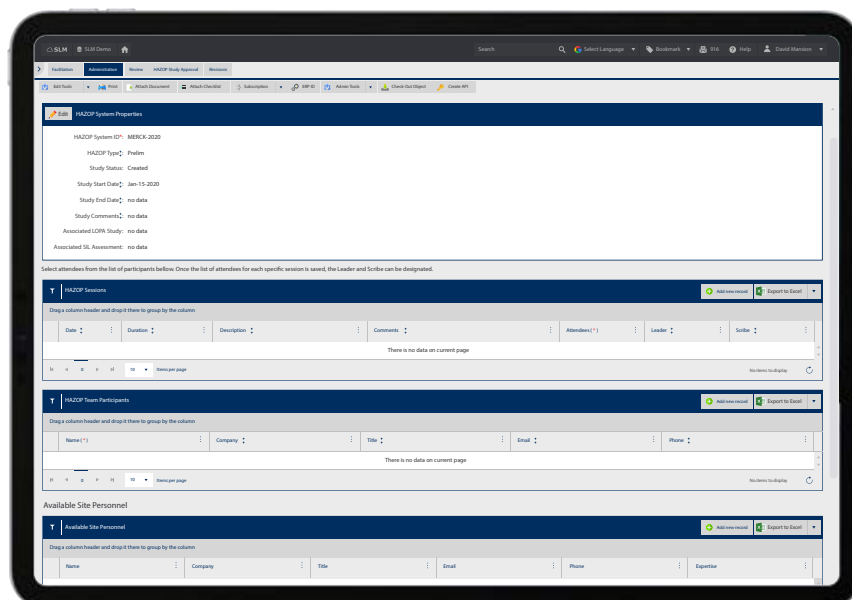 SLM SLM Demo Search Select Language Bookmark 916 Help David Mansion
Facilitation Administration Review HAZOP Study Approval Revisions
Edit Tools Print Attach Document Attach Checklist Subscription SRP ID Admin Tools Check-Out Object Create API
Edit HAZOP System Properties
HAZOP System ID*: MERCK-2020
HAZOP Type: Prelim
Study Status: Created
Study Start Date: Jan-15-2020
Study End Date: no data
Study Comments: no data
Associated LOPA Study: no data
Associated SIL Assessment: no data
Select attendees from the list of participants bellow. Once the list of attendees for each specific session is saved, the Leader and Scribe can be designated.
HAZOP Sessions Add new record Export to Excel
Drag a column header and drop it there to group by the column
Date Duration Description Comments Attendees (*) Leader Scribe
There is no data on current page
0 10 Items per page No items to display
HAZOP Team Participants Add new record Export to Excel
Drag a column header and drop it there to group by the column
Name (*) Company Title Email Phone
There is no data on current page
0 10 Items per page No items to display
Available Site Personnel
Available Site Personnel Add new record Export to Excel
Drag a column header and drop it there to group by the column
Name Company Title Email Phone Expertise